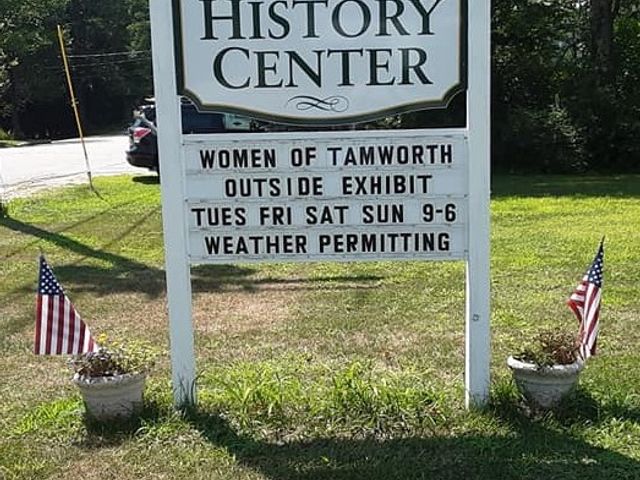 HISTORY
CENTER
WOMEN OF TAMWORTH
OUTSIDE EXHIBIT
TUES FRI SAT SUN 9-6
WEATHER PERMITTING